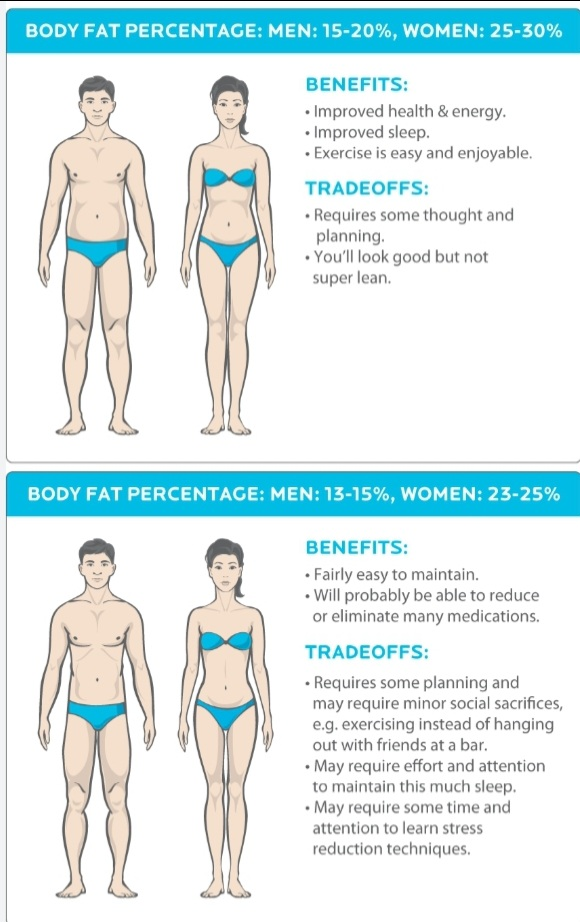 BODY FAT PERCENTAGE: MEN: 15-20%, WOMEN: 25-30%
BENEFITS:
• Improved health & energy.
• Improved sleep.
• Exercise is easy and enjoyable.
TRADEOFFS:
• Requires some thought and
planning.
• You'll look good but not
super lean.
BODY FAT PERCENTAGE: MEN: 13-15%, WOMEN: 23-25%
BENEFITS:
• Fairly easy to maintain.
• Will probably be able to reduce
or eliminate many medications.
TRADEOFFS:
• Requires some planning and
may require minor social sacrifices,
e.g. exercising instead of hanging
out with friends at a bar.
• May require effort and attention
to maintain this much sleep.
• May require some time and
attention to learn stress
reduction techniques.